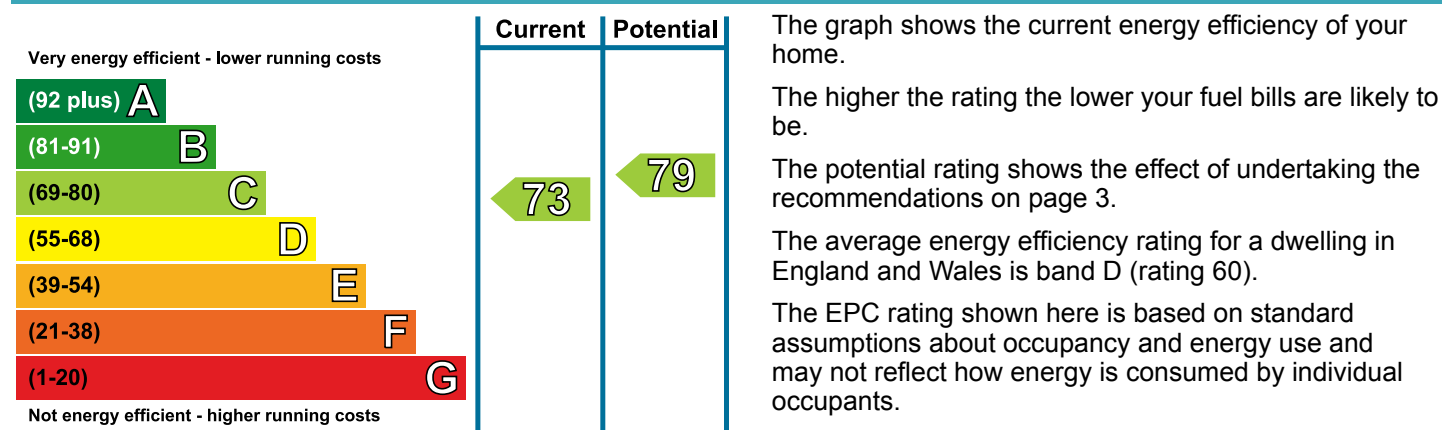 Current Potential
Very energy efficient - lower running costs
(92 plus) A
(81-91) B
(69-80) C
(55-68) D
(39-54) E
(21-38) F
(1-20) G
Not energy efficient - higher running costs
73
79
The graph shows the current energy efficiency of your
home.
The higher the rating the lower your fuel bills are likely to
be.
The potential rating shows the effect of undertaking the
recommendations on page 3.
The average energy efficiency rating for a dwelling in
England and Wales is band D (rating 60).
The EPC rating shown here is based on standard
assumptions about occupancy and energy use and
may not reflect how energy is consumed by individual
occupants.